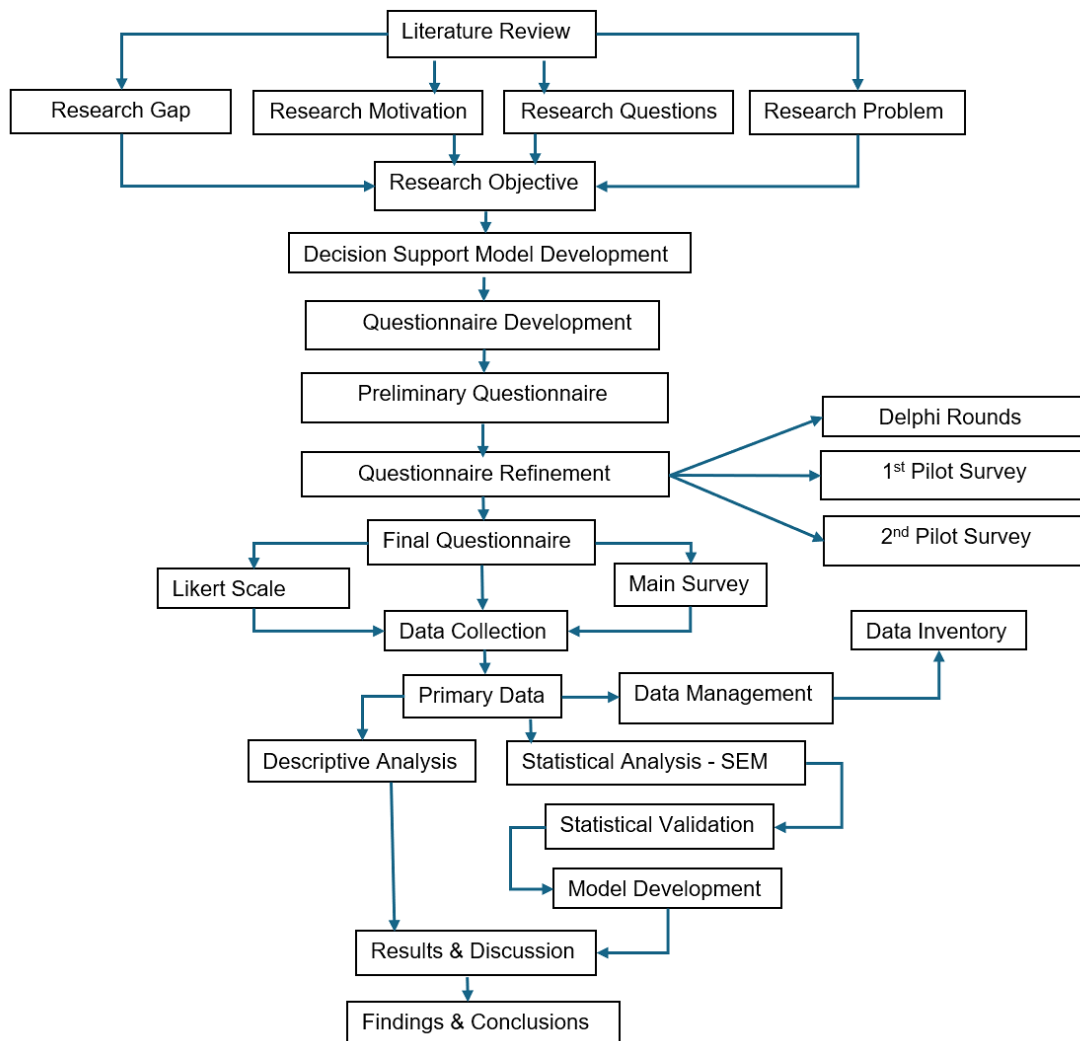 Literature Review
Research Gap
Research Motivation
Research Questions
Research Problem
Research Objective
Decision Support Model Development
Questionnaire Development
Preliminary Questionnaire
Delphi Rounds
Questionnaire Refinement
1st Pilot Survey
2nd Pilot Survey
Final Questionnaire
Likert Scale
Main Survey
Data Collection
Data Inventory
Primary Data
Data Management
Descriptive Analysis
Statistical Analysis - SEM
Statistical Validation
Model Development
Results & Discussion
Findings & Conclusions